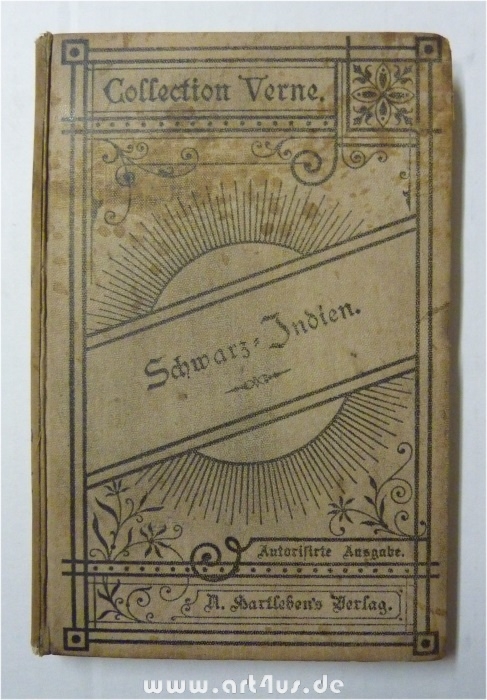 Collection Verne.
Schwarz-Indien.
Autorisirte Ausgabe.
A. Hartleben's Verlag.
www.art4us.de